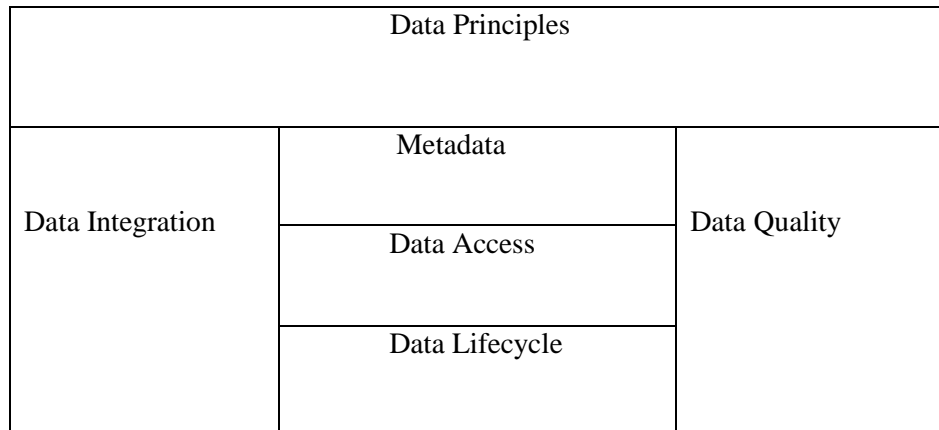 Data Principles
Metadata
Data Integration
Data Quality
Data Access
Data Lifecycle